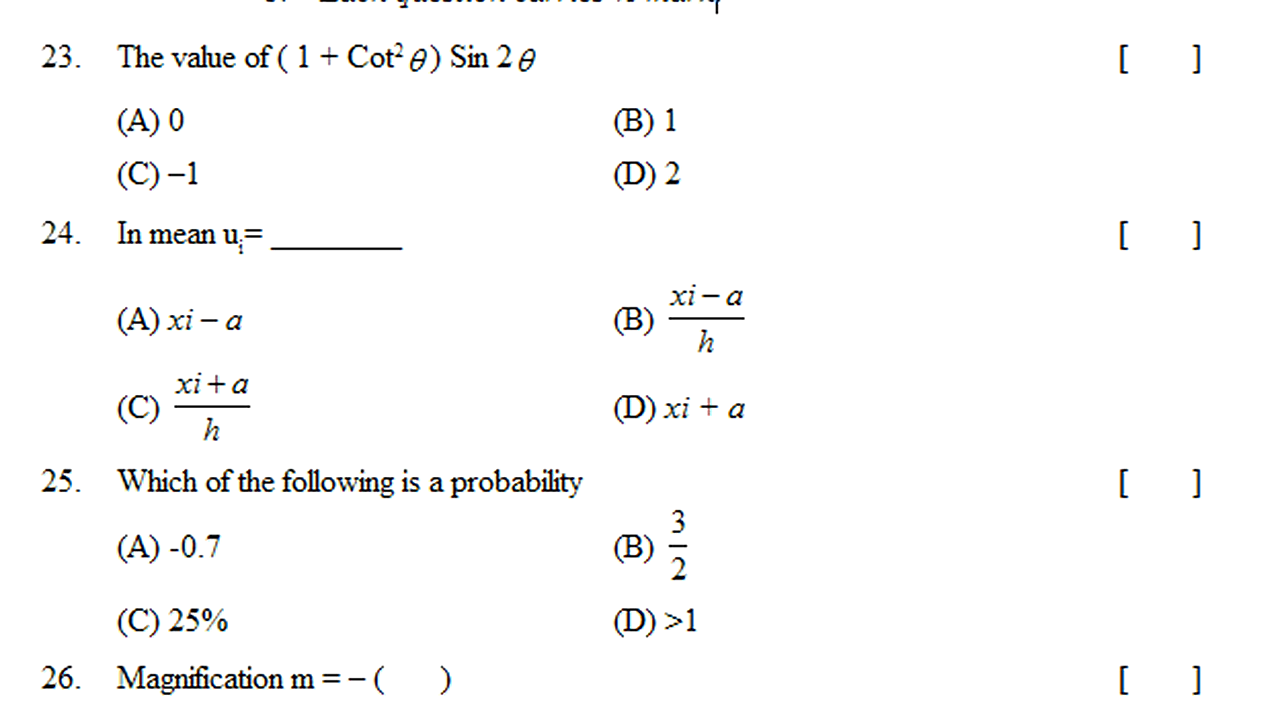 23. The value of ( 1 + Cot² θ) Sin 2 θ [ ]
(A) 0 (B) 1
(C) –1 (D) 2
24. In mean uᵢ= ________ [ ]
(A) xi – a (B) xi – a / h
(C) xi + a / h (D) xi + a
25. Which of the following is a probability [ ]
(A) -0.7 (B) 3 / 2
(C) 25% (D) >1
26. Magnification m = – ( ) [ ]